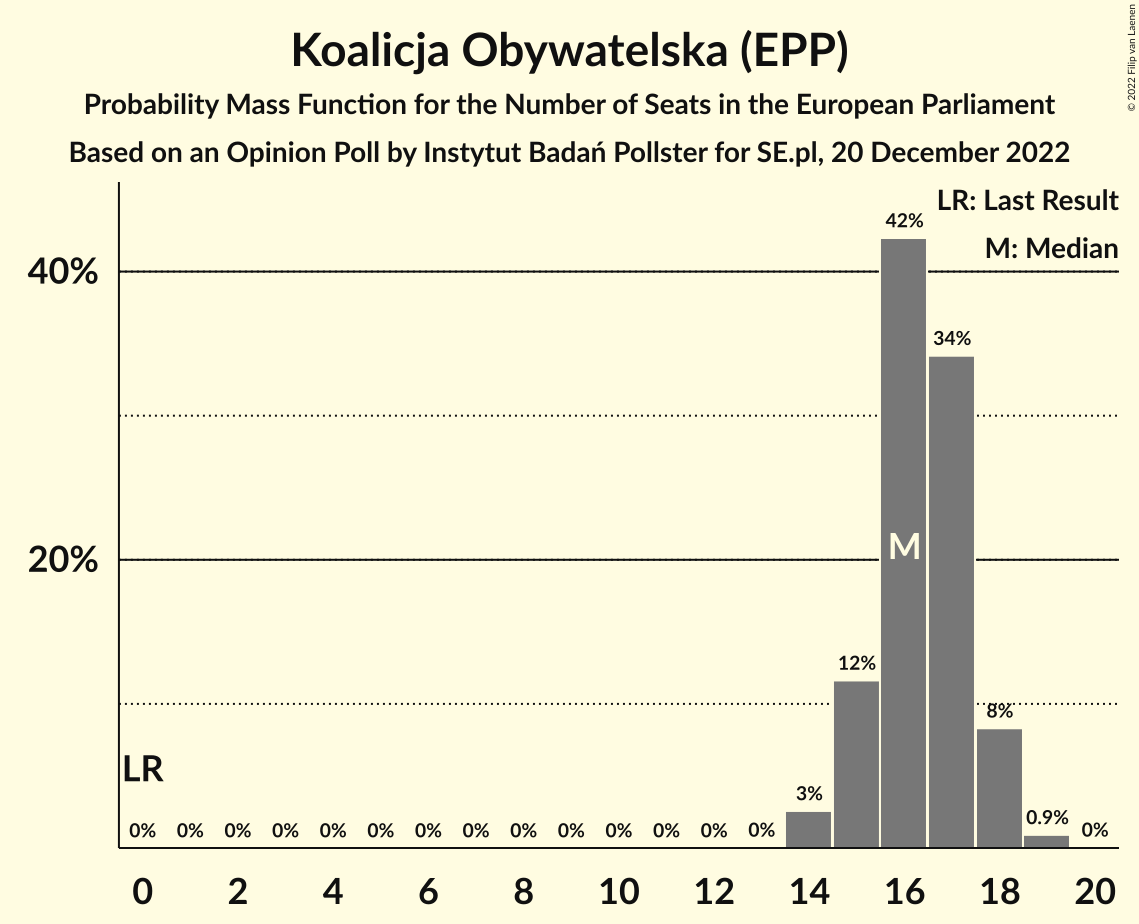 Koalicja Obywatelska (EPP)
Probability Mass Function for the Number of Seats in the European Parliament
Based on an Opinion Poll by Instytut Badań Pollster for SE.pl, 20 December 2022
© 2022 Filip van Laenen
LR: Last Result
M: Median
42%
40%
34%
M
20%
12%
8%
LR
3%
0% 0% 0% 0% 0% 0% 0% 0% 0% 0% 0% 0% 0% 0% 0.9% 0%
0 2 4 6 8 10 12 14 16 18 20